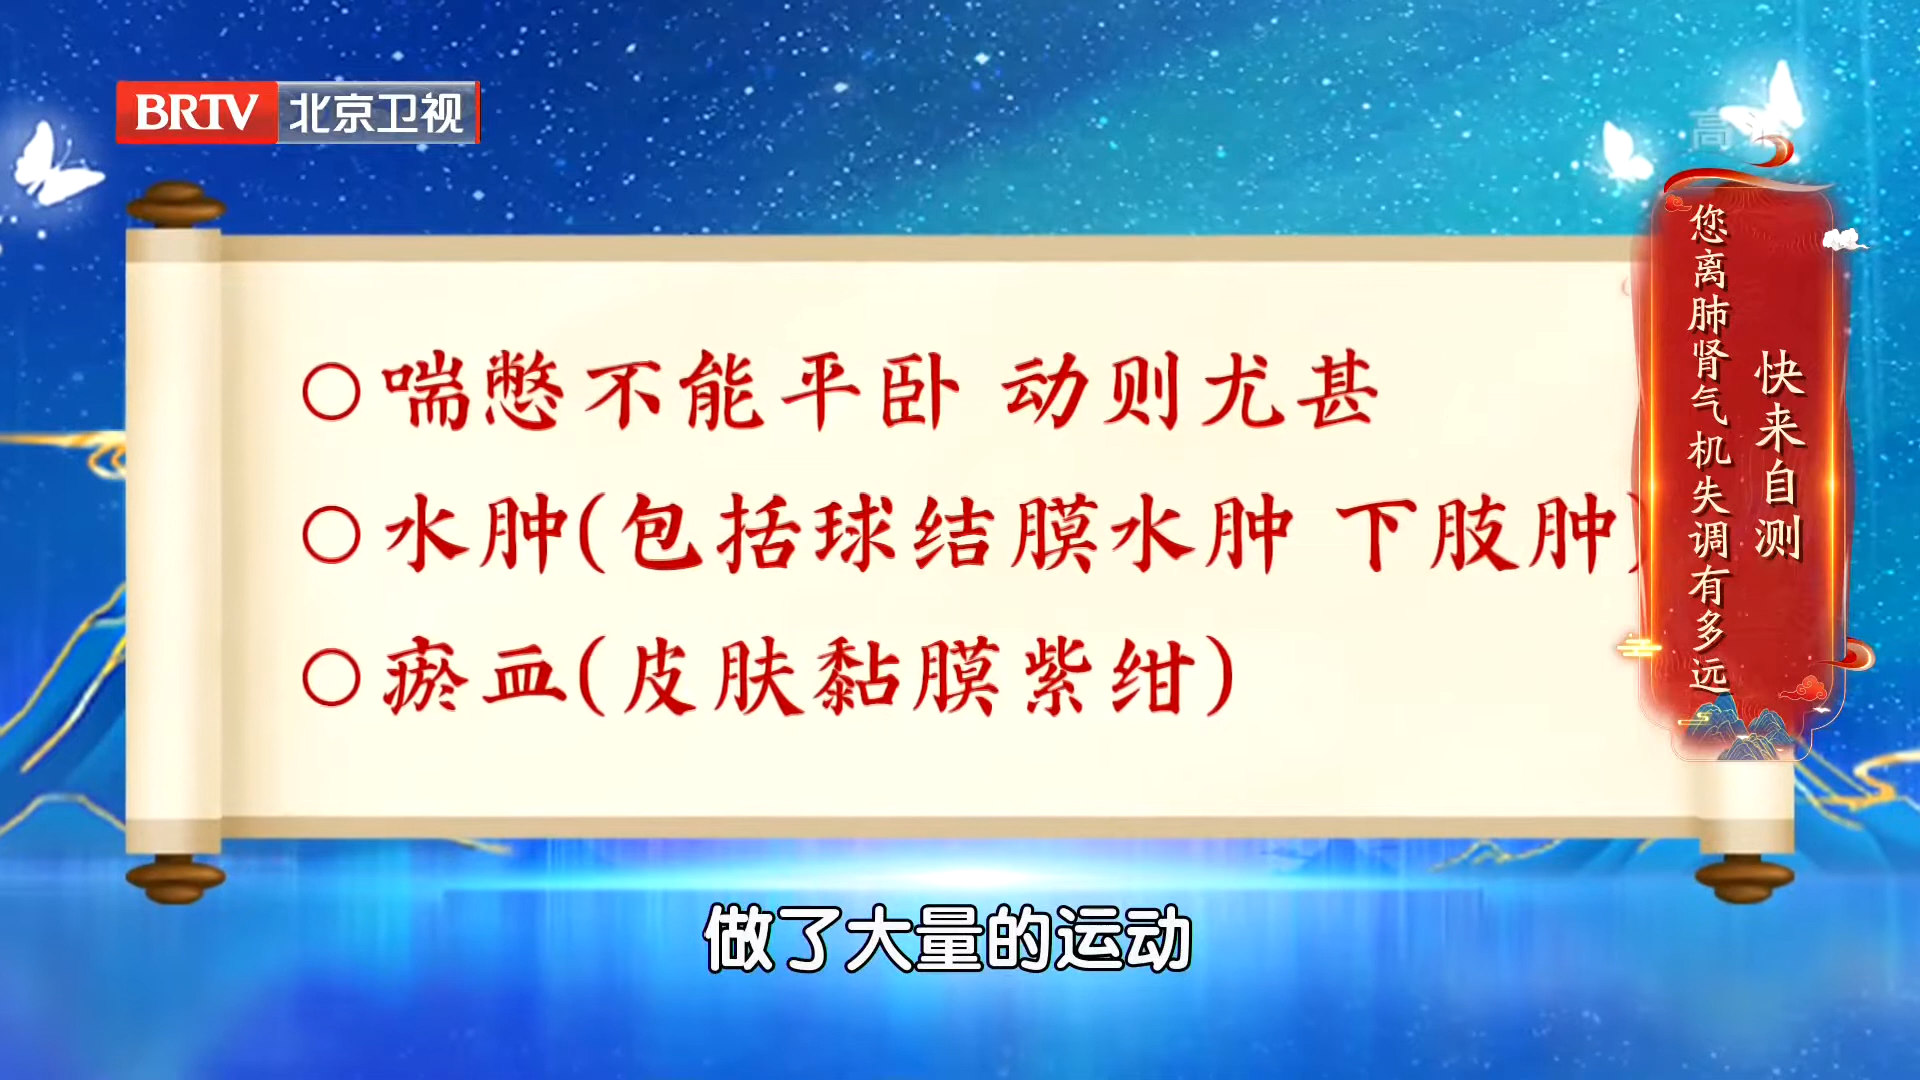 BRTV 北京卫视
高清
○喘憋不能平卧 动则尤甚
○水肿(包括球结膜水肿 下肢肿)
○瘀血(皮肤黏膜紫绀)
快来自测
您离肺肾气机失调有多远
做了大量的运动